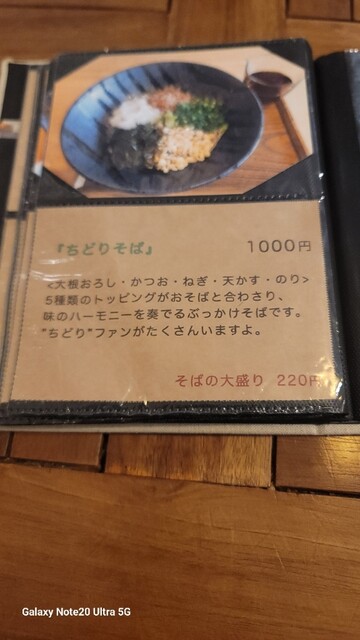 『ちどりそば』 1000円
<大根おろし・かつお・ねぎ・天かす・のり>
5種類のトッピングがおそばと合わさり、
味のハーモニーを奏でるぶっかけそばです。
"ちどり"ファンがたくさんいますよ。
そばの大盛り 220円
Galaxy Note20 Ultra 5G